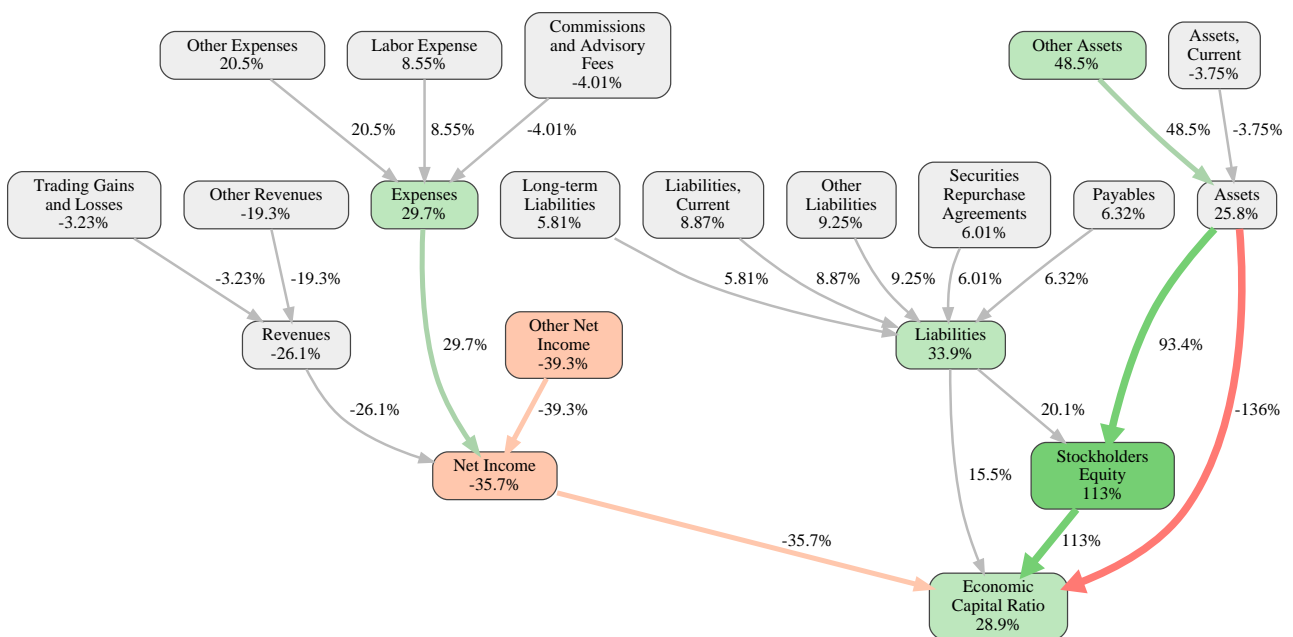 Other Expenses
20.5%
Labor Expense
8.55%
Commissions
and Advisory
Fees
-4.01%
Other Assets
48.5%
Assets,
Current
-3.75%
20.5%
8.55%
-4.01%
48.5%
-3.75%
Trading Gains
and Losses
-3.23%
Other Revenues
-19.3%
Expenses
29.7%
Long-term
Liabilities
5.81%
Liabilities,
Current
8.87%
Other
Liabilities
9.25%
Securities
Repurchase
Agreements
6.01%
Payables
6.32%
Assets
25.8%
-3.23%
-19.3%
5.81%
8.87%
9.25%
6.01%
6.32%
Revenues
-26.1%
29.7%
Other Net
Income
-39.3%
Liabilities
33.9%
93.4%
-26.1%
-39.3%
20.1%
-136%
Net Income
-35.7%
15.5%
Stockholders
Equity
113%
-35.7%
113%
Economic
Capital Ratio
28.9%